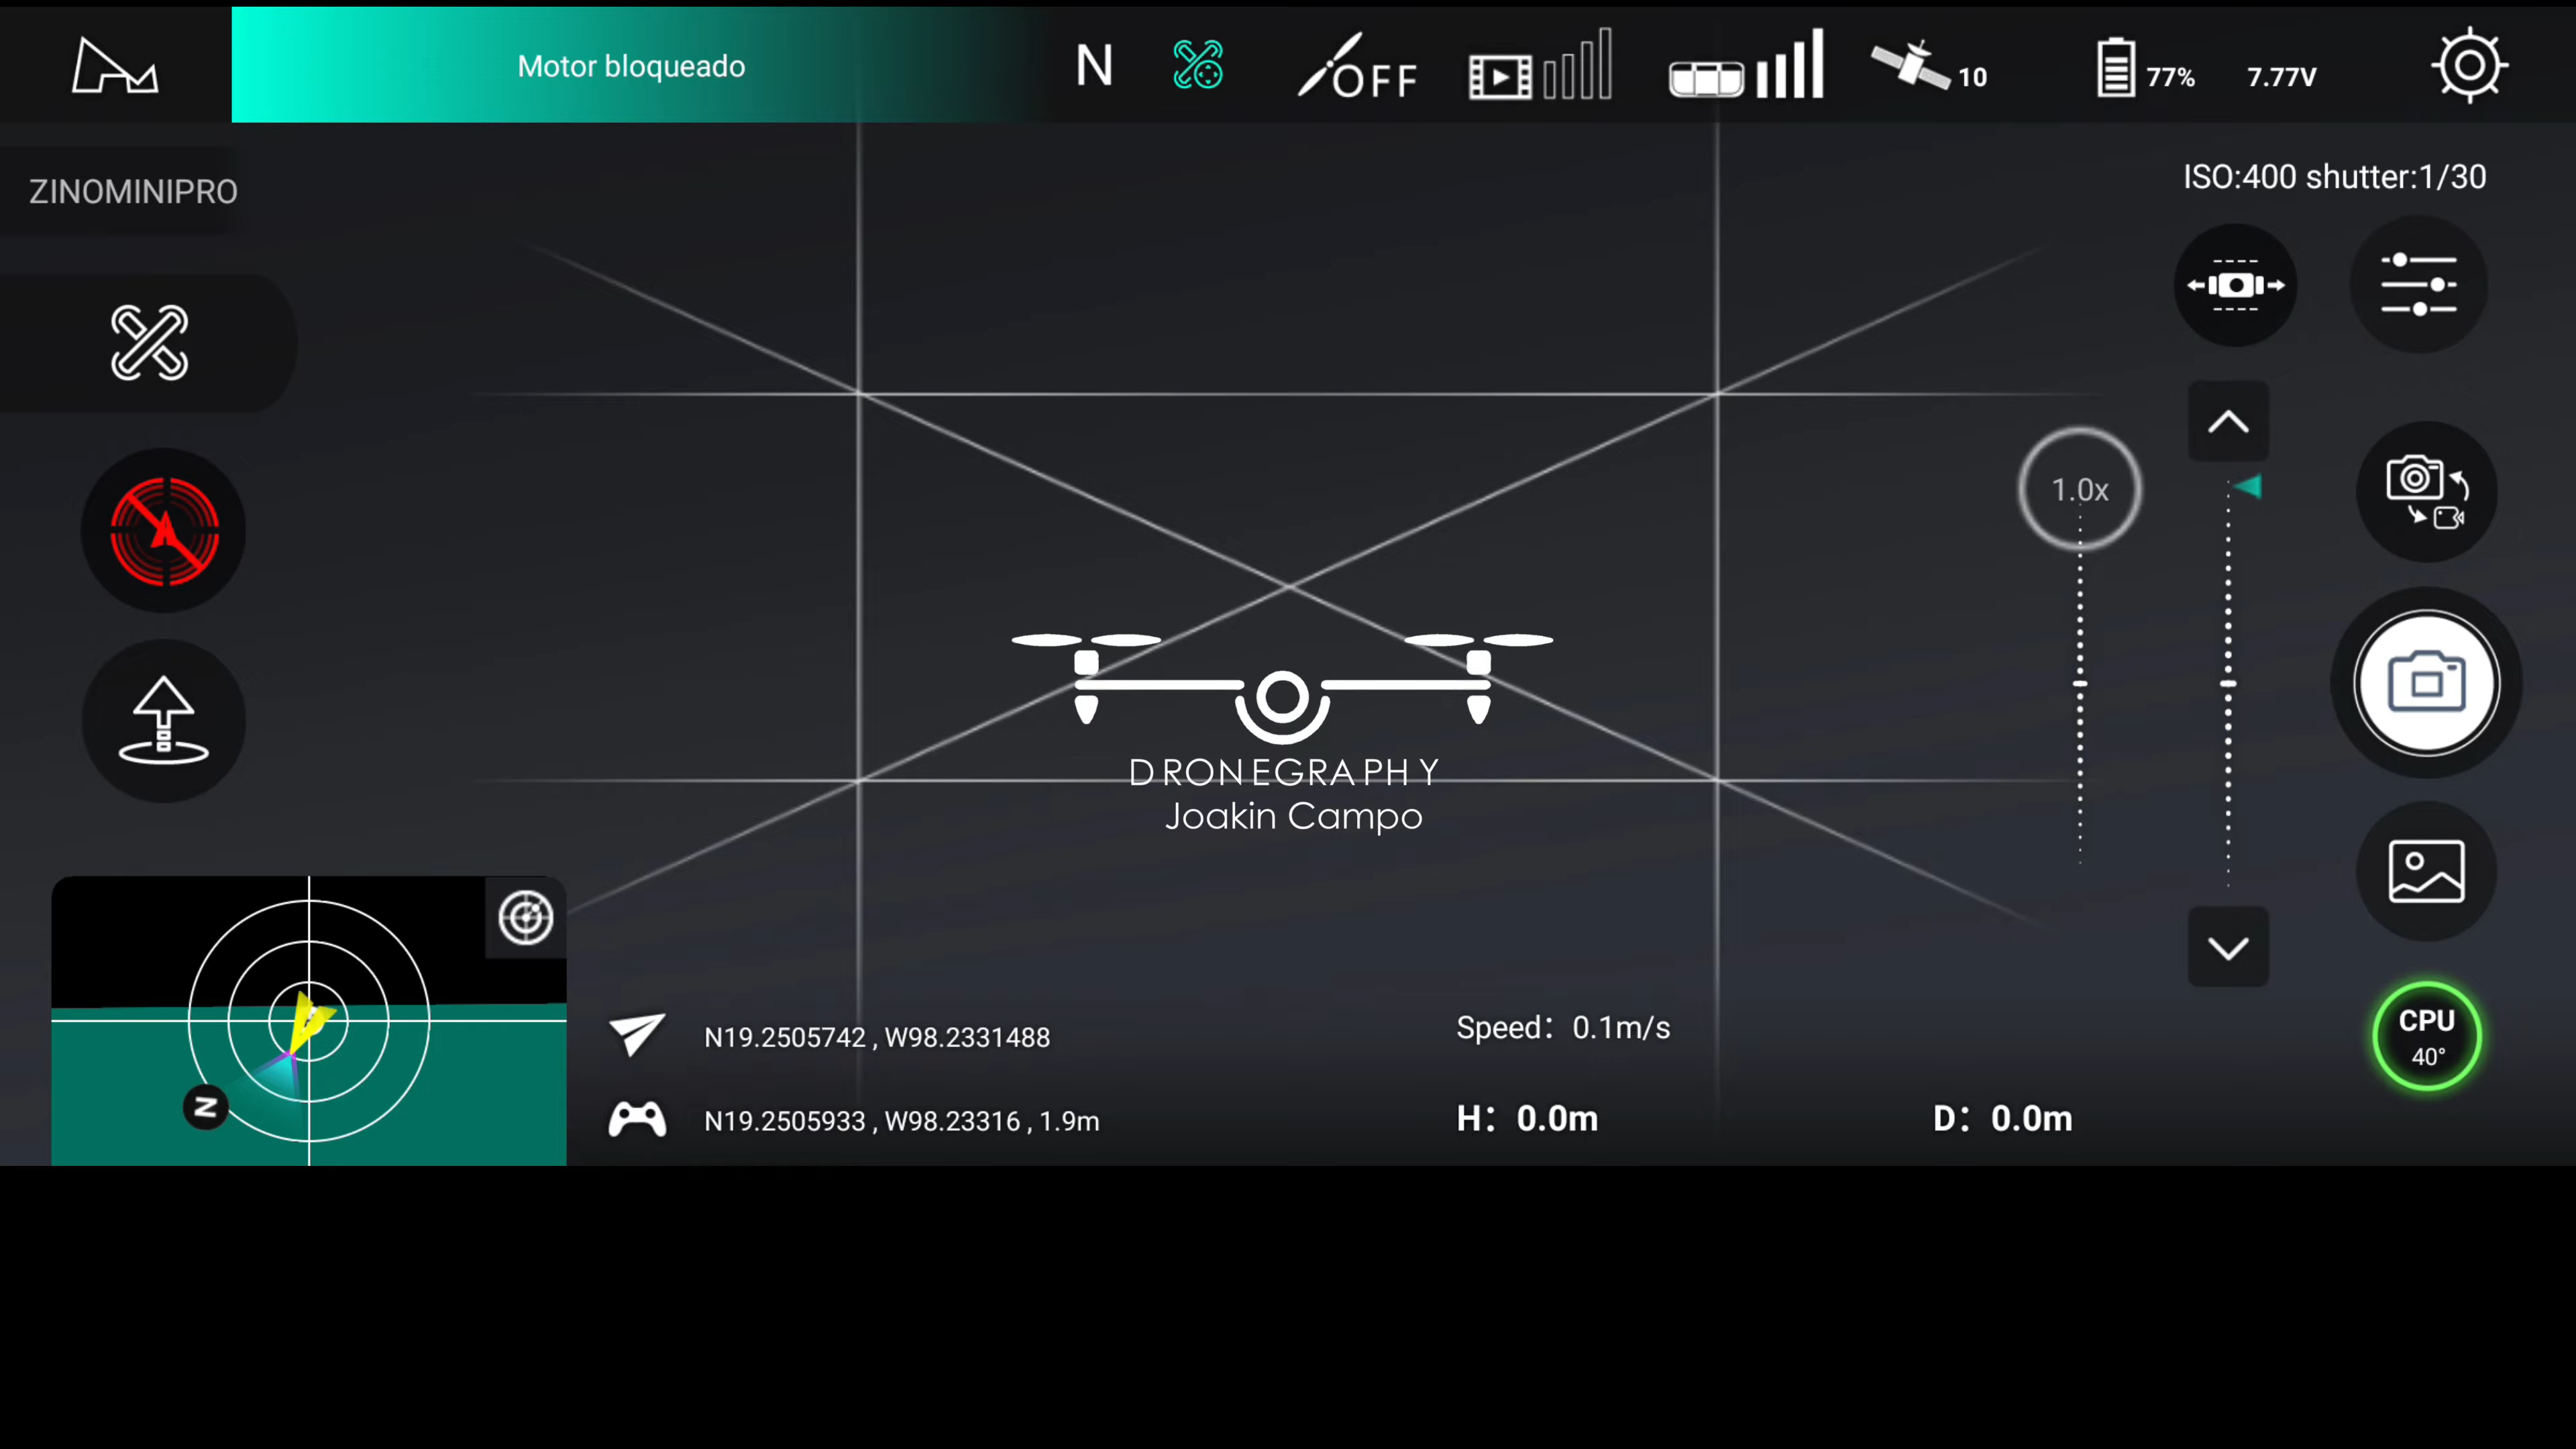 Motor bloqueado
N
OFF
10
77%
7.77V
ZINOMINIPRO
ISO:400 shutter:1/30
1.0x
DRONEGRAPHY
Joakin Campo
N
N19.2505742 , W98.2331488
Speed： 0.1m/s
CPU
40°
N19.2505933 , W98.23316 , 1.9m
H： 0.0m
D： 0.0m